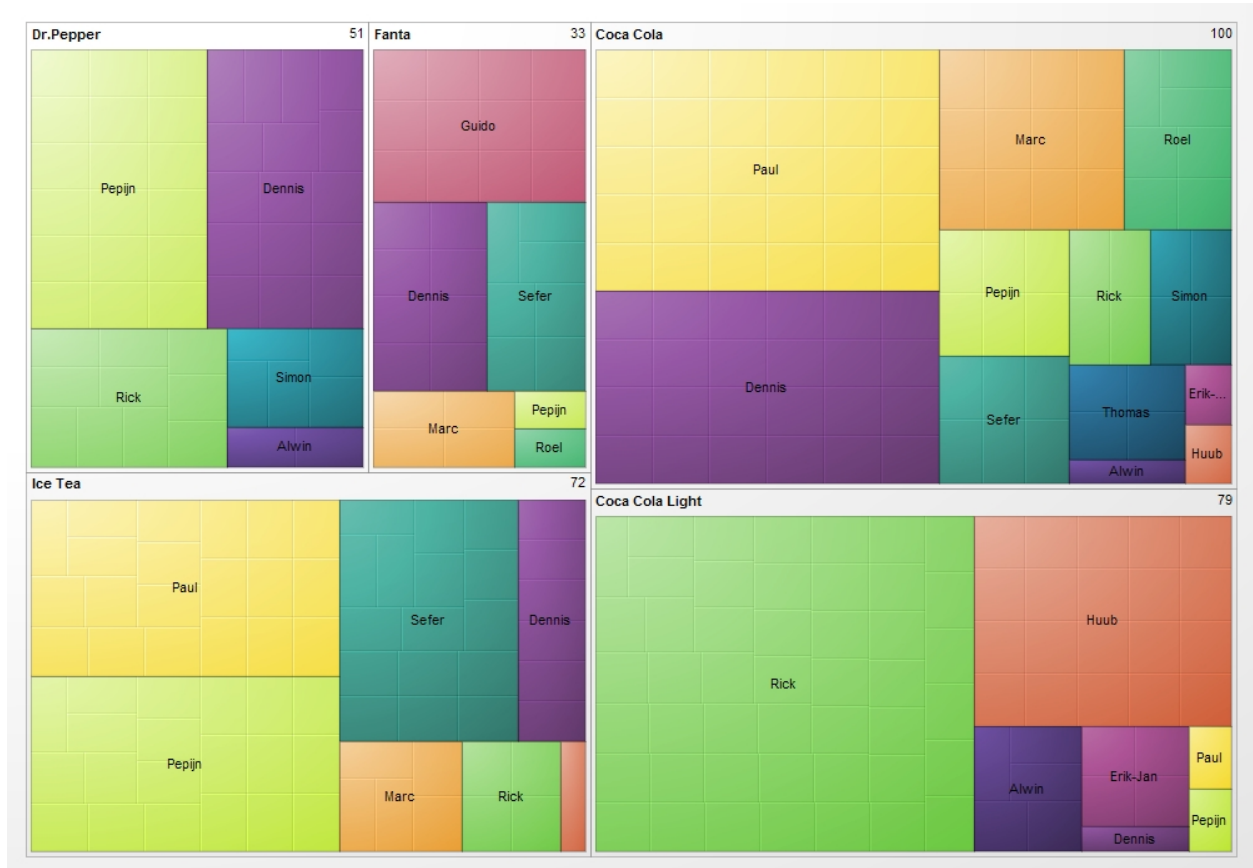 Dr.Pepper 51
Pepijn
Dennis
Rick
Simon
Alwin
Fanta 33
Guido
Dennis
Sefer
Marc
Pepijn
Roel
Coca Cola 100
Paul
Marc
Roel
Dennis
Pepijn
Rick
Simon
Sefer
Thomas
Erik-...
Huub
Alwin
Ice Tea 72
Paul
Sefer
Dennis
Pepijn
Marc
Rick
Coca Cola Light 79
Rick
Huub
Alwin
Erik-Jan
Paul
Dennis
Pepijn